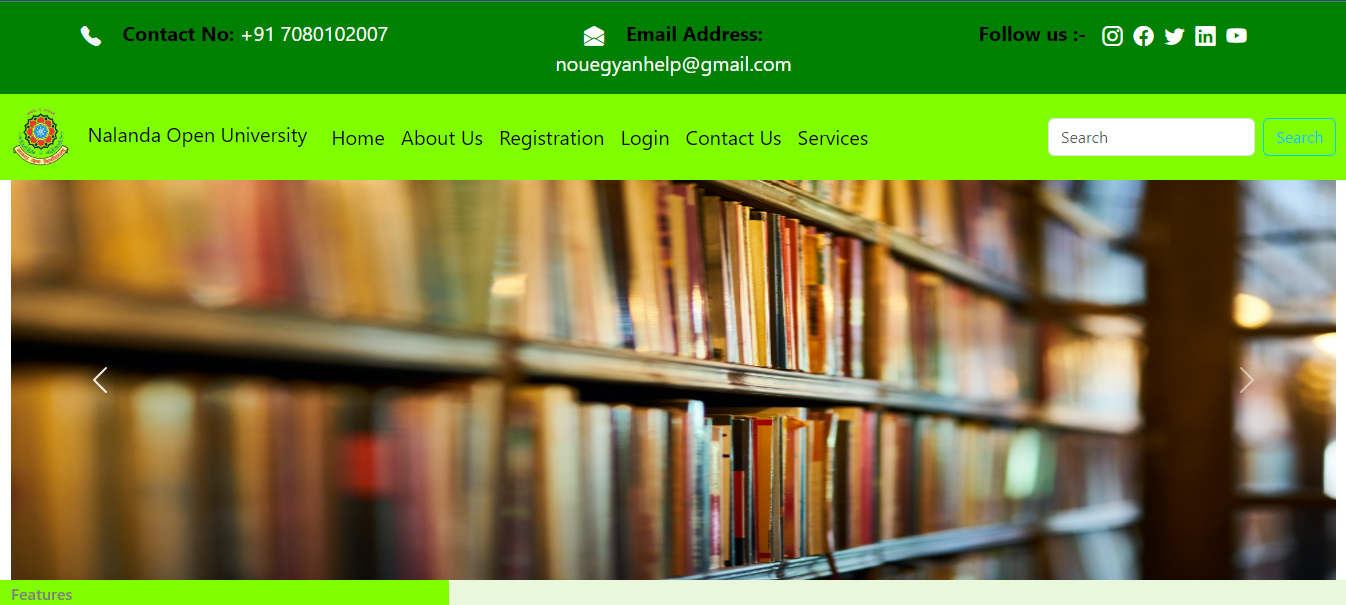 Contact No: +91 7080102007
Email Address:
nouegyanhelp@gmail.com
Follow us :-
Nalanda Open University
Home About Us Registration Login Contact Us Services
Search
Search
Features